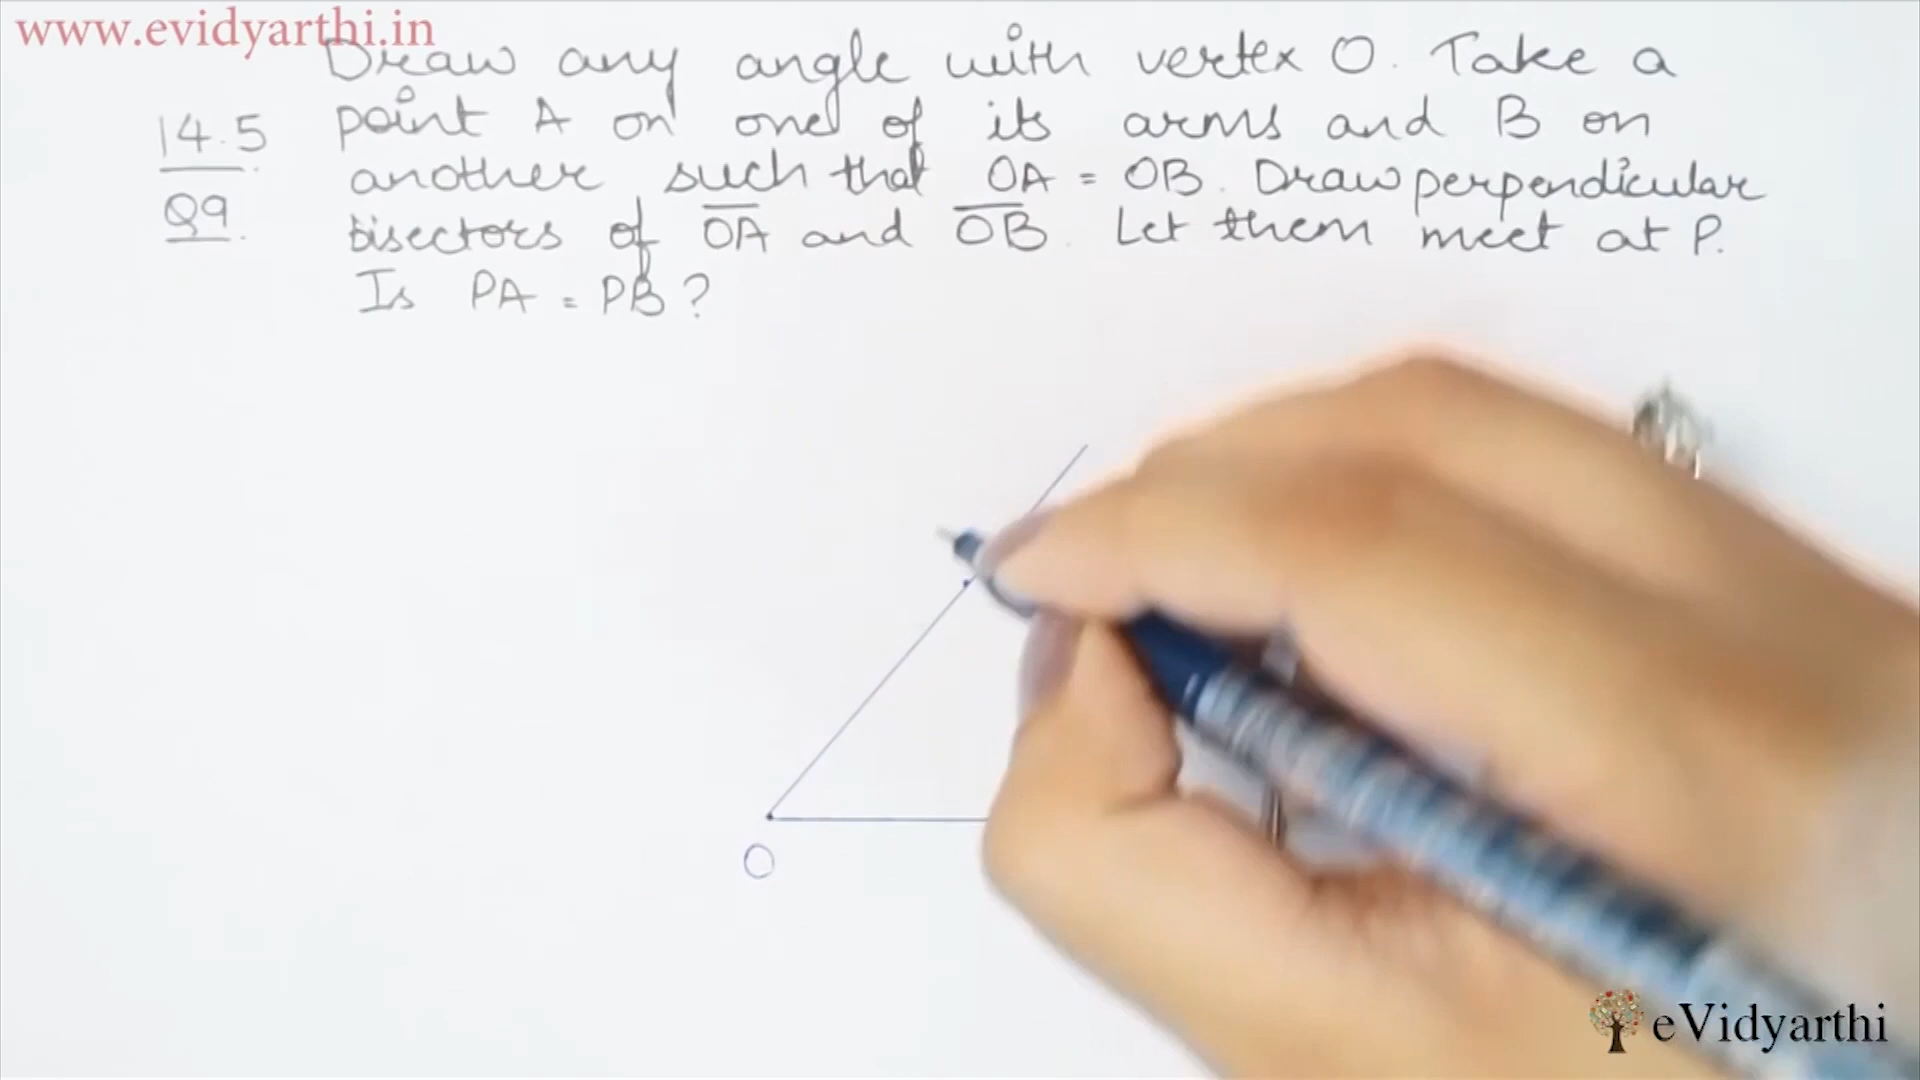 www.evidyarthi.in
Draw any angle with vertex O. Take a
14.5 point A on one of its arms and B on
another such that OA = OB. Draw perpendicular
Q9. bisectors of OA and OB. Let them meet at P.
Is PA = PB?
O
eVidyarthi